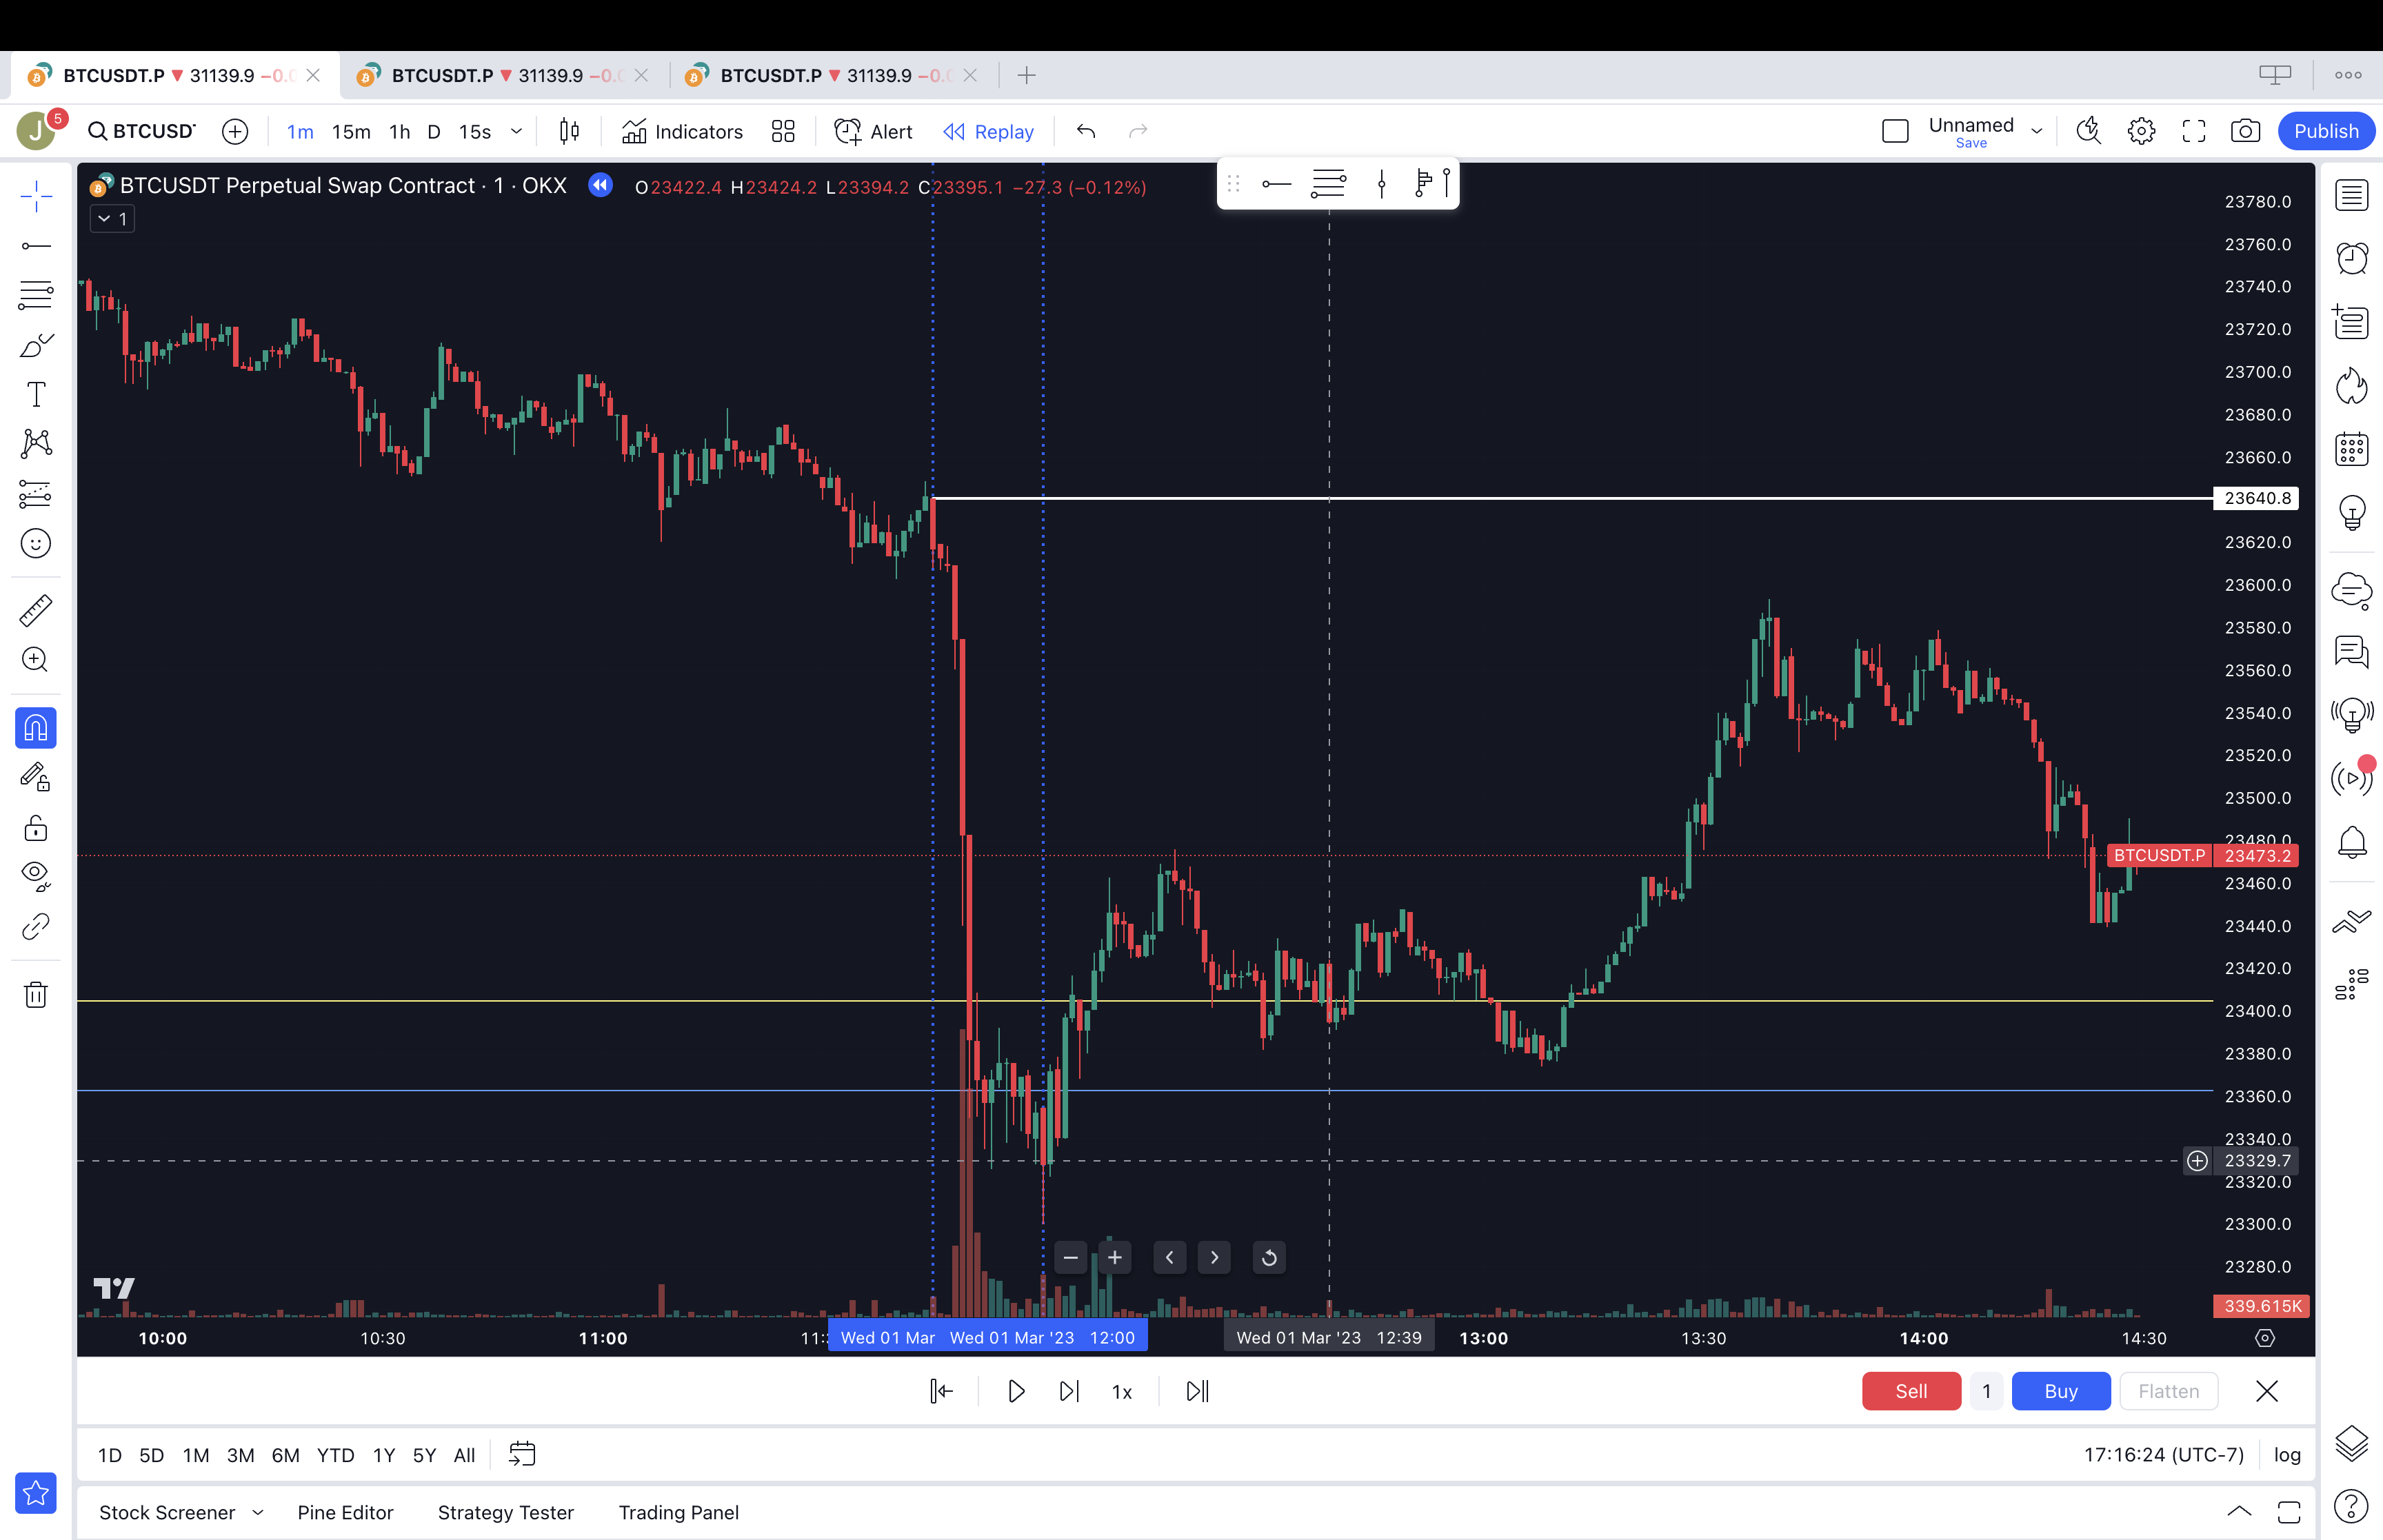 BTCUSDT.P ▼ 31139.9 −0.0 BTCUSDT.P ▼ 31139.9 −0.0 BTCUSDT.P ▼ 31139.9 −0.0
J 5 BTCUSD 1m 15m 1h D 15s Indicators Alert Replay Unnamed Publish
Save
BTCUSDT Perpetual Swap Contract · 1 · OKX O23422.4 H23424.2 L23394.2 C23395.1 −27.3 (−0.12%)
1
23780.0
23760.0
23740.0
23720.0
23700.0
23680.0
23660.0
23640.8
23620.0
23600.0
23580.0
23560.0
23540.0
23520.0
23500.0
23480.0
BTCUSDT.P 23473.2
23460.0
23440.0
23420.0
23400.0
23380.0
23360.0
23340.0
23329.7
23320.0
23300.0
23280.0
339.615K
10:00 10:30 11:00 11: Wed 01 Mar Wed 01 Mar '23 12:00 Wed 01 Mar '23 12:39 13:00 13:30 14:00 14:30
1x Sell 1 Buy Flatten
1D 5D 1M 3M 6M YTD 1Y 5Y All 17:16:24 (UTC-7) log
Stock Screener Pine Editor Strategy Tester Trading Panel